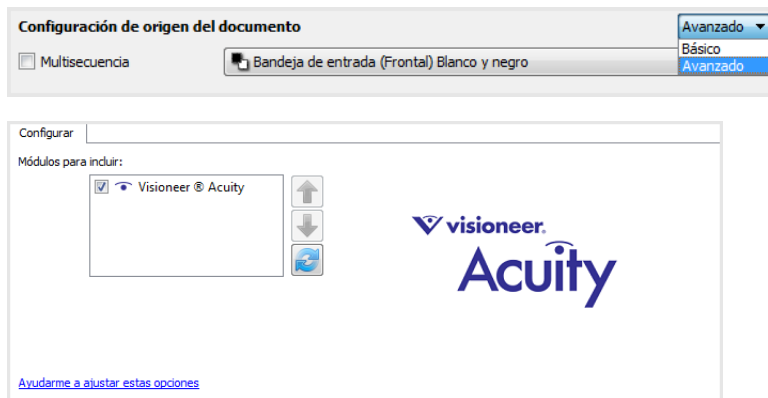 Configuración de origen del documento
Avanzado
Multisecuencia
Bandeja de entrada (Frontal) Blanco y negro
Básico
Avanzado
Configurar
Módulos para incluir:
Visioneer ® Acuity
visioneer.
Acuity
Ayudarme a ajustar estas opciones